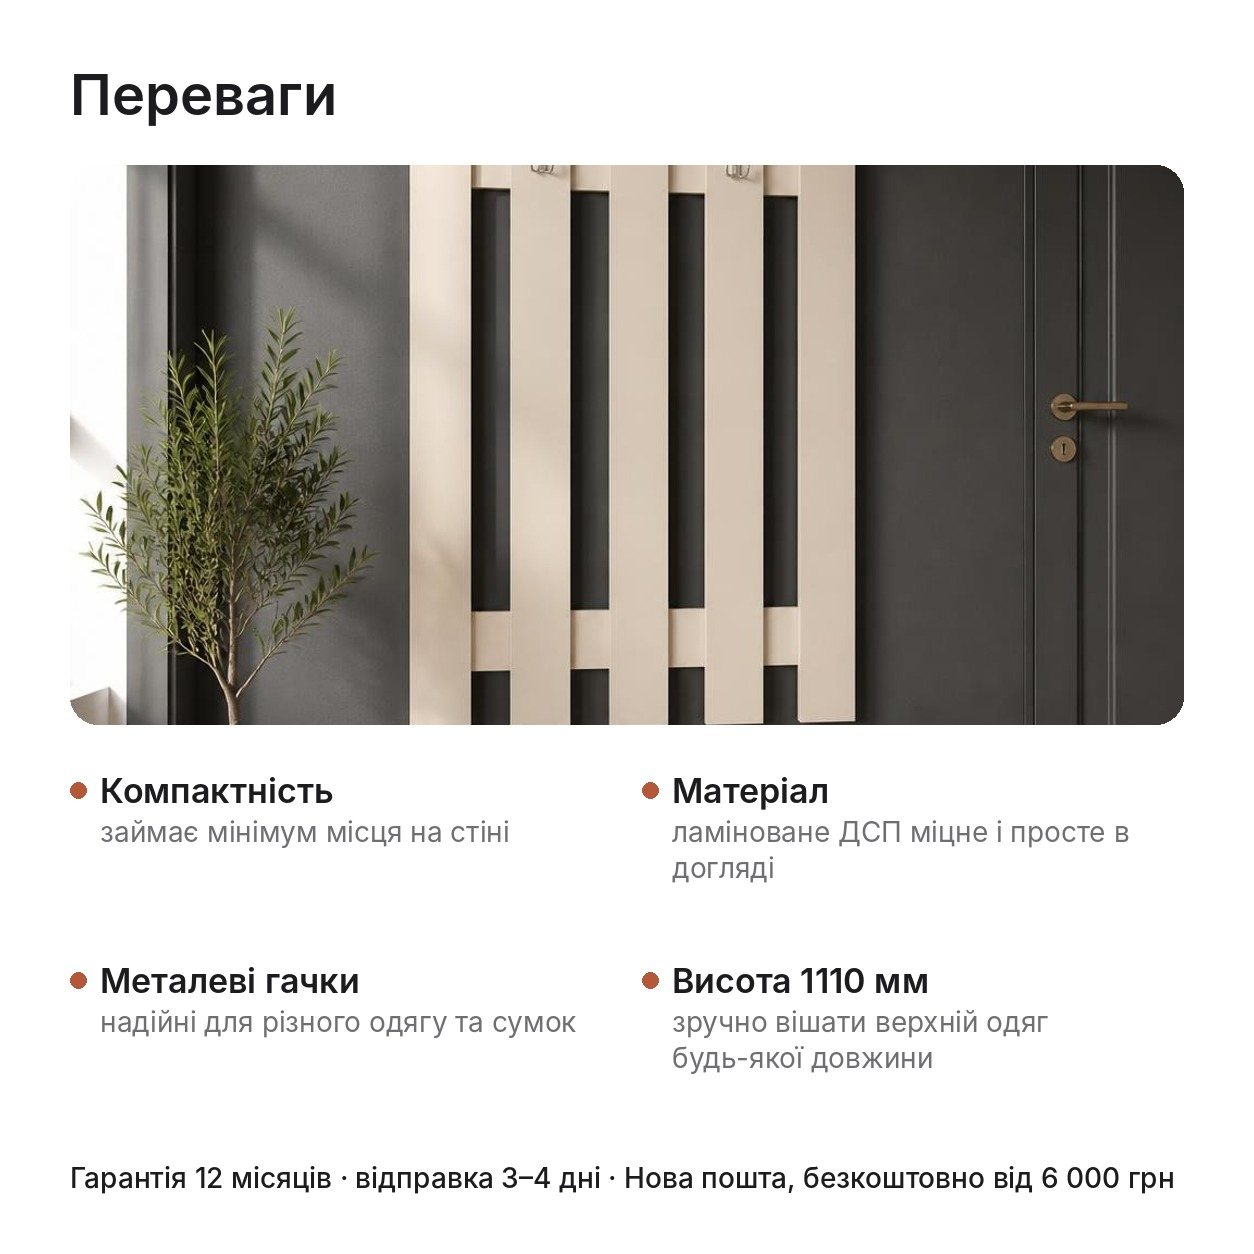 Переваги
Компактність
займає мінімум місця на стіні
Матеріал
ламіноване ДСП міцне і просте в
догляді
Металеві гачки
надійні для різного одягу та сумок
Висота 1110 мм
зручно вішати верхній одяг
будь-якої довжини
Гарантія 12 місяців · відправка 3–4 дні · Нова пошта, безкоштовно від 6 000 грн